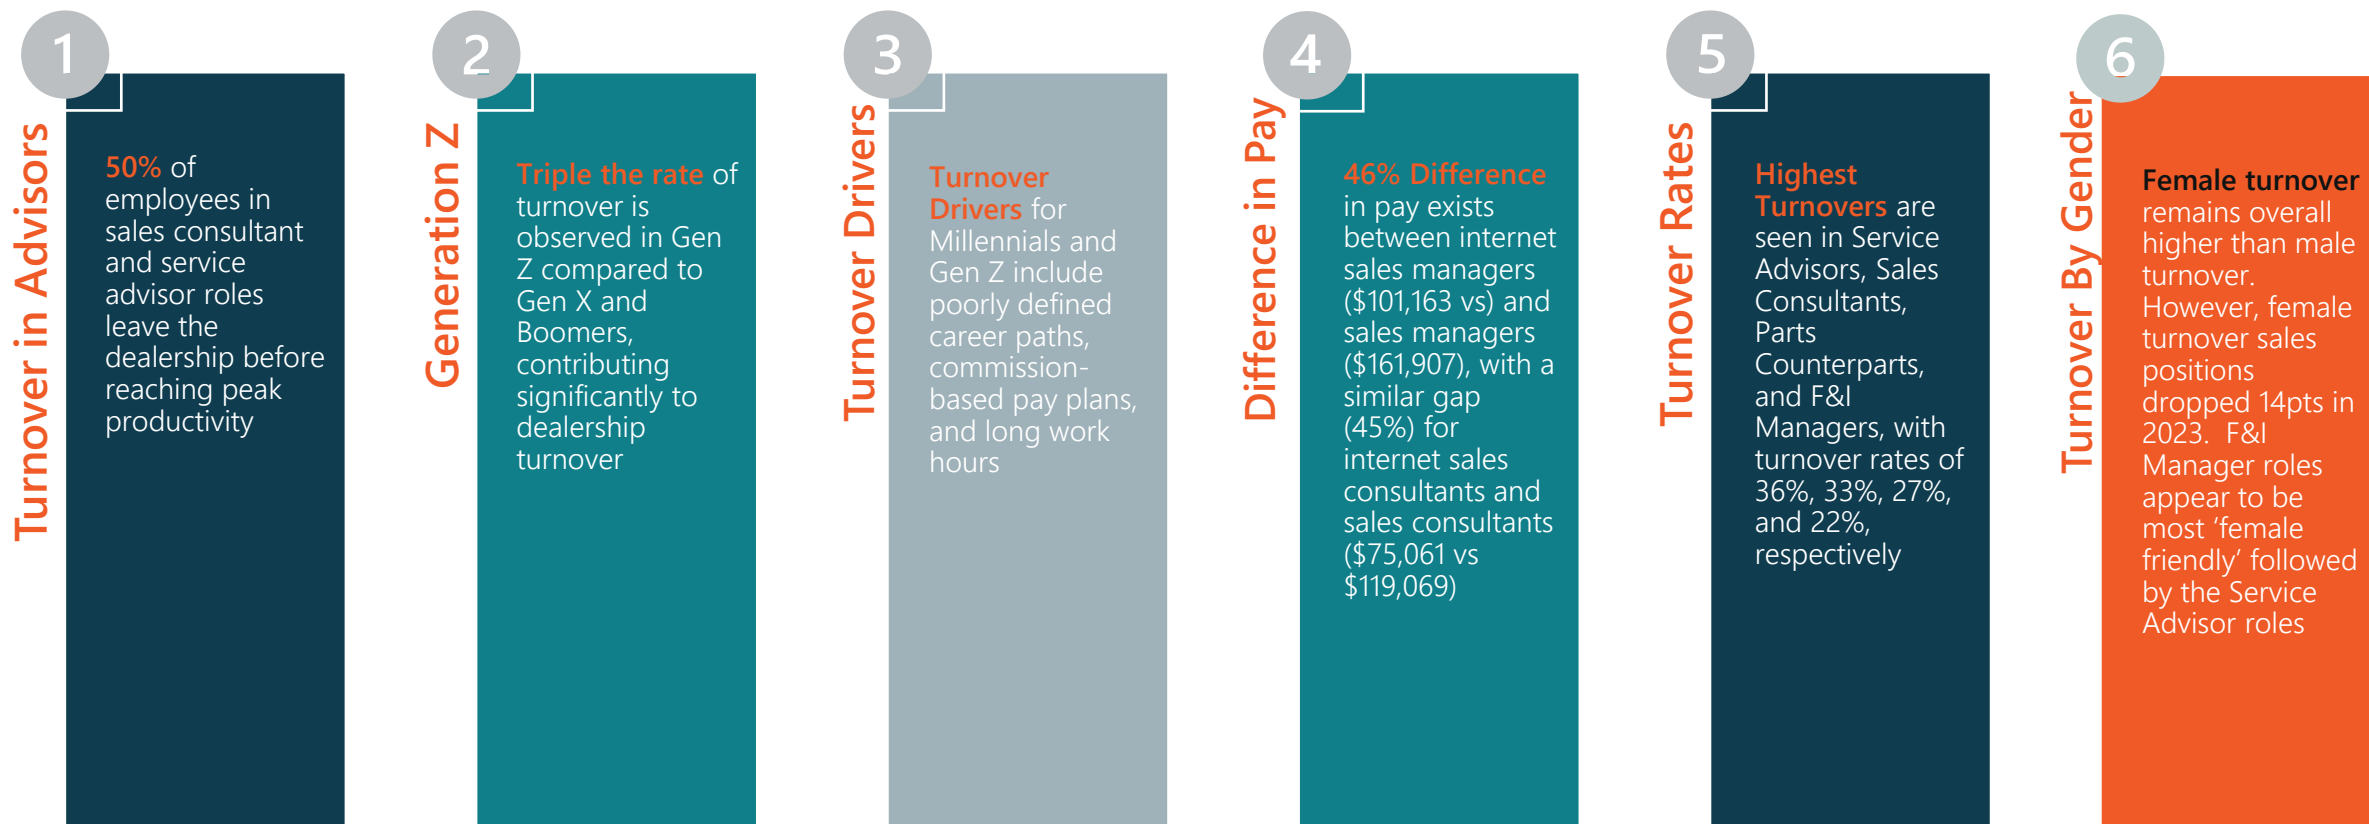 1
Turnover in Advisors
50% of
employees in
sales consultant
and service
advisor roles
leave the
dealership before
reaching peak
productivity
2
Generation Z
Triple the rate of
turnover is
observed in Gen
Z compared to
Gen X and
Boomers,
contributing
significantly to
dealership
turnover
3
Turnover Drivers
Turnover
Drivers for
Millennials and
Gen Z include
poorly defined
career paths,
commission-
based pay plans,
and long work
hours
4
Difference in Pay
46% Difference
in pay exists
between internet
sales managers
($101,163 vs) and
sales managers
($161,907), with a
similar gap
(45%) for
internet sales
consultants and
sales consultants
($75,061 vs
$119,069)
5
Turnover Rates
Highest
Turnovers are
seen in Service
Advisors, Sales
Consultants,
Parts
Counterparts,
and F&I
Managers, with
turnover rates of
36%, 33%, 27%,
and 22%,
respectively
6
Turnover By Gender
Female turnover
remains overall
higher than male
turnover.
However, female
turnover sales
positions
dropped 14pts in
2023.  F&I
Manager roles
appear to be
most ‘female
friendly’ followed
by the Service
Advisor roles